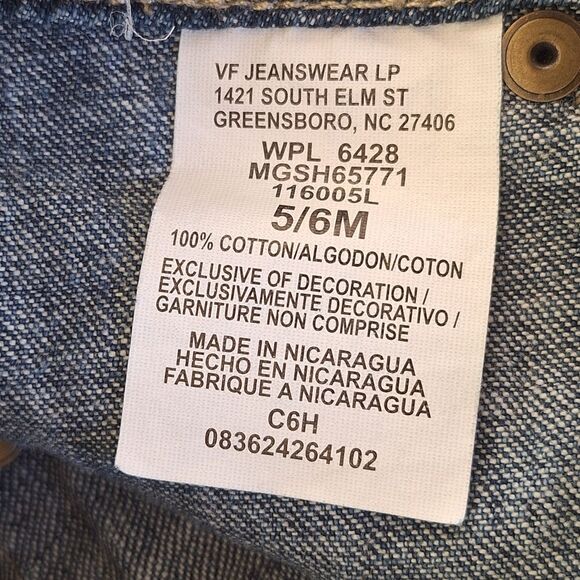 VF JEANSWEAR LP
1421 SOUTH ELM ST
GREENSBORO, NC 27406
WPL 6428
MGSH65771
116005L
5/6M
100% COTTON/ALGODON/COTON
EXCLUSIVE OF DECORATION /
EXCLUSIVAMENTE DECORATIVO /
GARNITURE NON COMPRISE
MADE IN NICARAGUA
HECHO EN NICARAGUA
FABRIQUE A NICARAGUA
C6H
083624264102